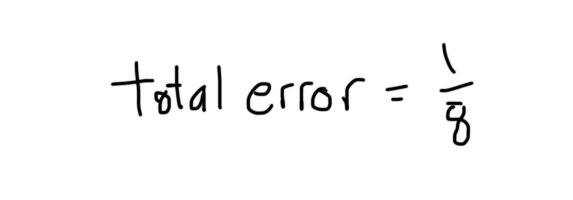 total error = 1/8